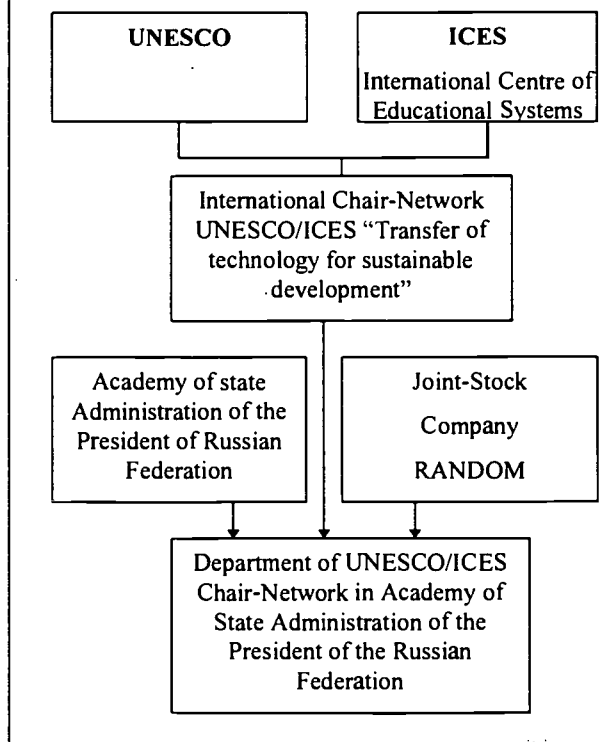 UNESCO
ICES
International Centre of
Educational Systems
International Chair-Network
UNESCO/ICES “Transfer of
technology for sustainable
development”
Academy of state
Administration of the
President of Russian
Federation
Joint-Stock
Company
RANDOM
Department of UNESCO/ICES
Chair-Network in Academy of
State Administration of the
President of the Russian
Federation